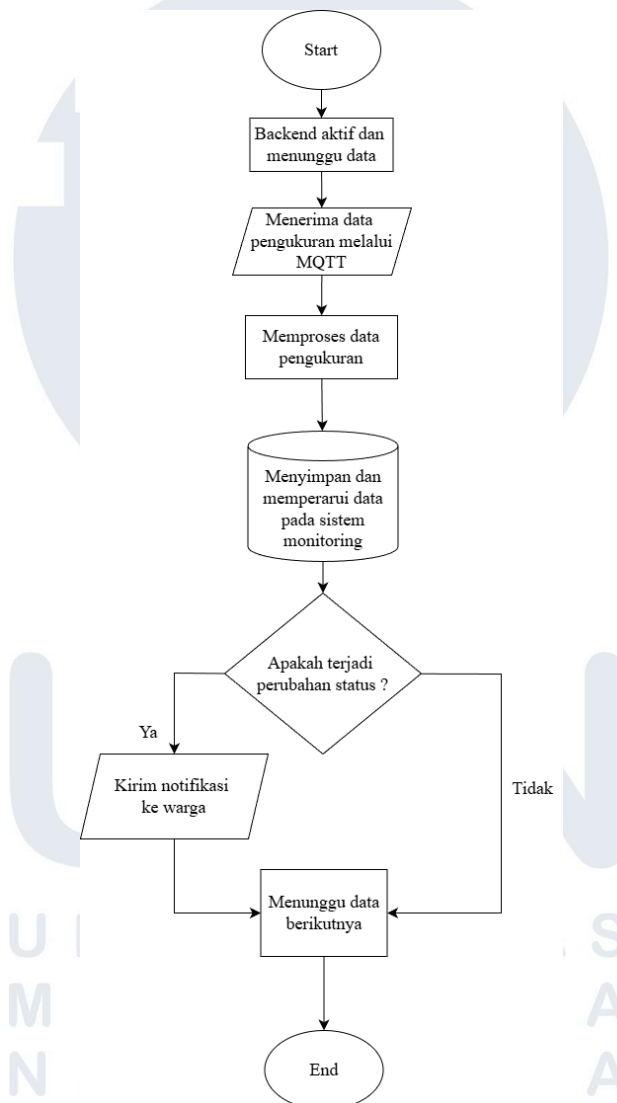 Start
Backend aktif dan
menunggu data
Menerima data
pengukuran melalui
MQTT
Memproses data
pengukuran
Menyimpan dan
memperarui data
pada sistem
monitoring
Apakah terjadi
perubahan status ?
Ya
Kirim notifikasi
ke warga
Tidak
Menunggu data
berikutnya
End